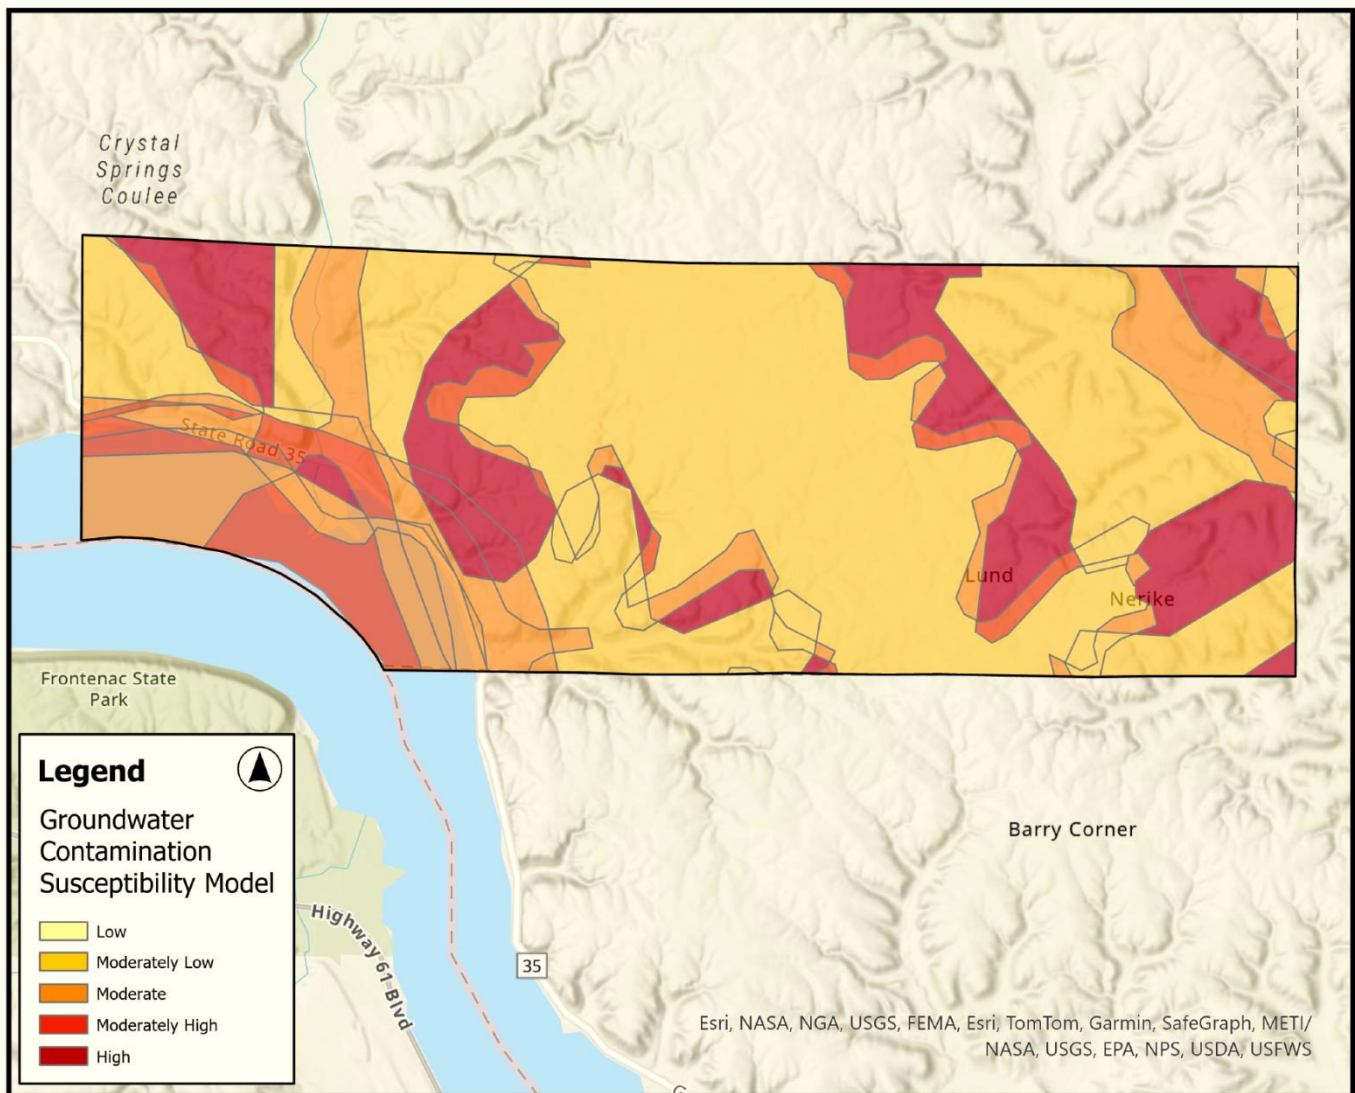 Crystal
Springs
Coulee
State Road 35
Lund
Nerike
Frontenac State
Park
Legend
Groundwater
Contamination
Susceptibility Model
Low
Moderately Low
Moderate
Moderately High
High
Highway 61 Blvd
35
Barry Corner
Esri, NASA, NGA, USGS, FEMA, Esri, TomTom, Garmin, SafeGraph, METI/
NASA, USGS, EPA, NPS, USDA, USFWS